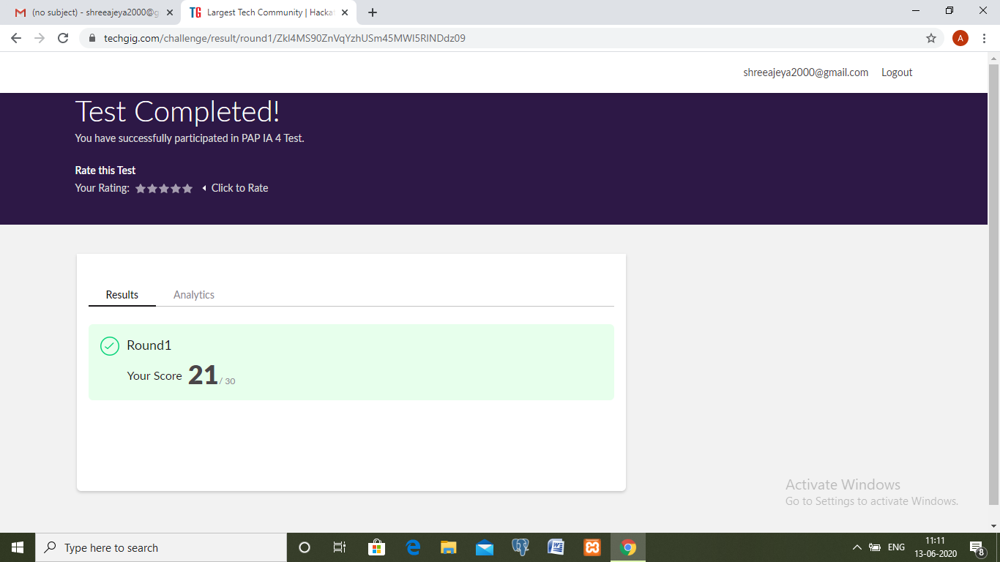 (no subject) - shreeajeya2000@g
Largest Tech Community | Hacka
techgig.com/challenge/result/round1/ZkI4MS90ZnVqYzhUSm45MWI5RlNDdz09
A
shreeajeya2000@gmail.com Logout
Test Completed!
You have successfully participated in PAP IA 4 Test.
Rate this Test
Your Rating: Click to Rate
Results Analytics
Round1
Your Score 21 / 30
Activate Windows
Go to Settings to activate Windows.
Type here to search
ENG
11:11
13-06-2020
8